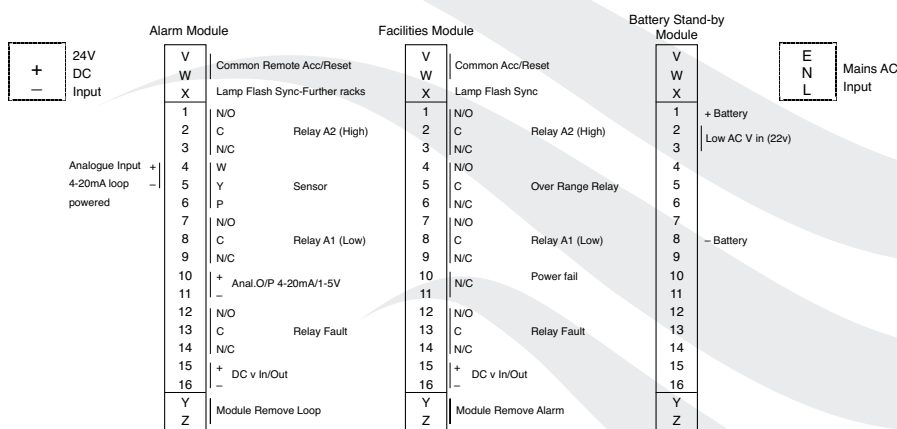 Alarm Module
Facilities Module
Battery Stand-by
Module
+
–
24V
DC
Input
E
N
L
Mains AC
Input
V
W
Common Remote Acc/Reset
X Lamp Flash Sync-Further racks
1 N/O
2 C Relay A2 (High)
3 N/C
Analogue Input +
4-20mA loop –
powered
4 W
5 Y Sensor
6 P
7 N/O
8 C Relay A1 (Low)
9 N/C
10 +
Anal.O/P 4-20mA/1-5V
11 –
12 N/O
13 C Relay Fault
14 N/C
15 +
DC v In/Out
16 –
Y
Module Remove Loop
Z
V
Common Acc/Reset
W
X Lamp Flash Sync
1 N/O
2 C Relay A2 (High)
3 N/C
4 N/O
5 C Over Range Relay
6 N/C
7 N/O
8 C Relay A1 (Low)
9 N/C
10 Power fail
N/C
11
12 N/O
13 C Relay Fault
14 N/C
15 +
DC v In/Out
16 –
Y
Module Remove Alarm
Z
V
W
X
1 + Battery
2
Low AC V in (22v)
3
4
5
6
7
8 – Battery
9
10
11
12
13
14
15
16
Y
Z